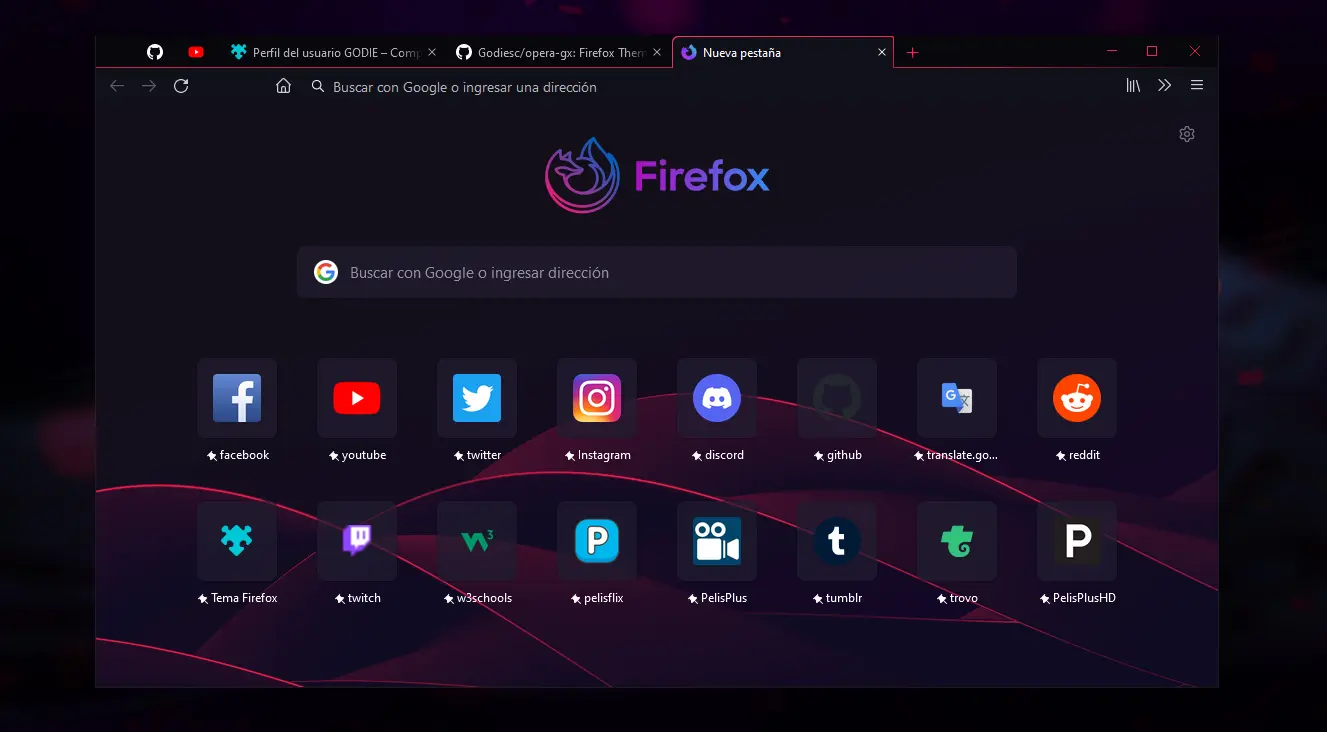 Perfil del usuario GODIE – Comp
Godiesc/opera-gx: Firefox Them
Nueva pestaña
Buscar con Google o ingresar una dirección
Firefox
Buscar con Google o ingresar dirección
facebook
youtube
twitter
Instagram
discord
github
translate.go...
reddit
Tema Firefox
twitch
w3schools
pelisflix
PelisPlus
tumblr
trovo
PelisPlusHD